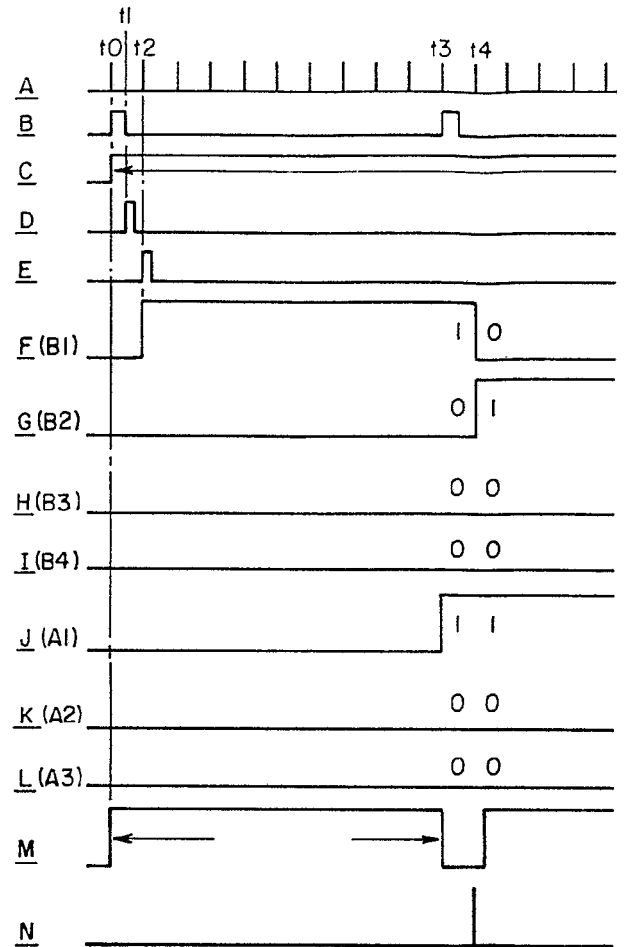 t1
t0 t2 t3 t4
A
B
C
D
E
F (B1) 1 0
G (B2) 0 1
H (B3) 0 0
I (B4) 0 0
J (A1) 1 1
K (A2) 0 0
L (A3) 0 0
M
N